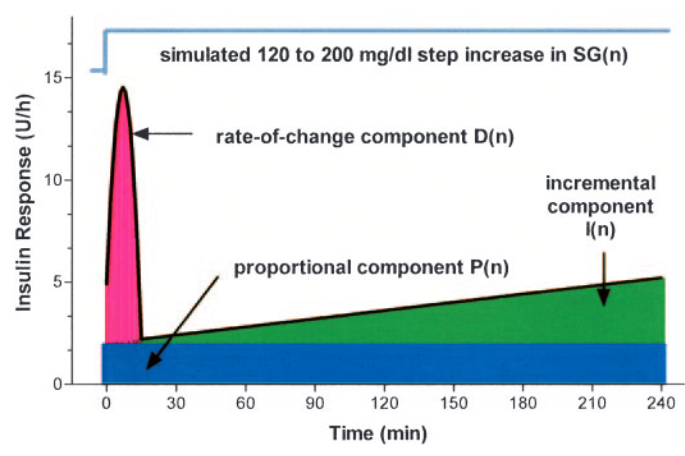 simulated 120 to 200 mg/dl step increase in SG(n)
15
rate-of-change component D(n)
10
incremental
component
I(n)
proportional component P(n)
5
0
Insulin Response (U/h)
0 30 60 90 120 150 180 210 240
Time (min)